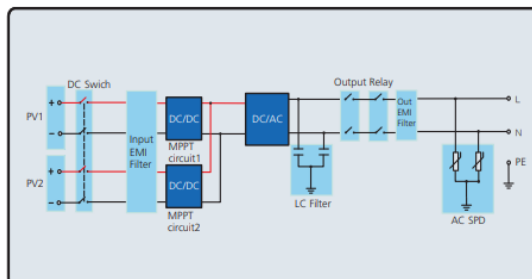 DC Swich
Output Relay
PV1
+
−
PV2
+
−
Input
EMI
Filter
DC/DC
MPPT
circuit1
DC/DC
MPPT
circuit2
DC/AC
LC Filter
Out
EMI
Filter
L
N
PE
AC SPD